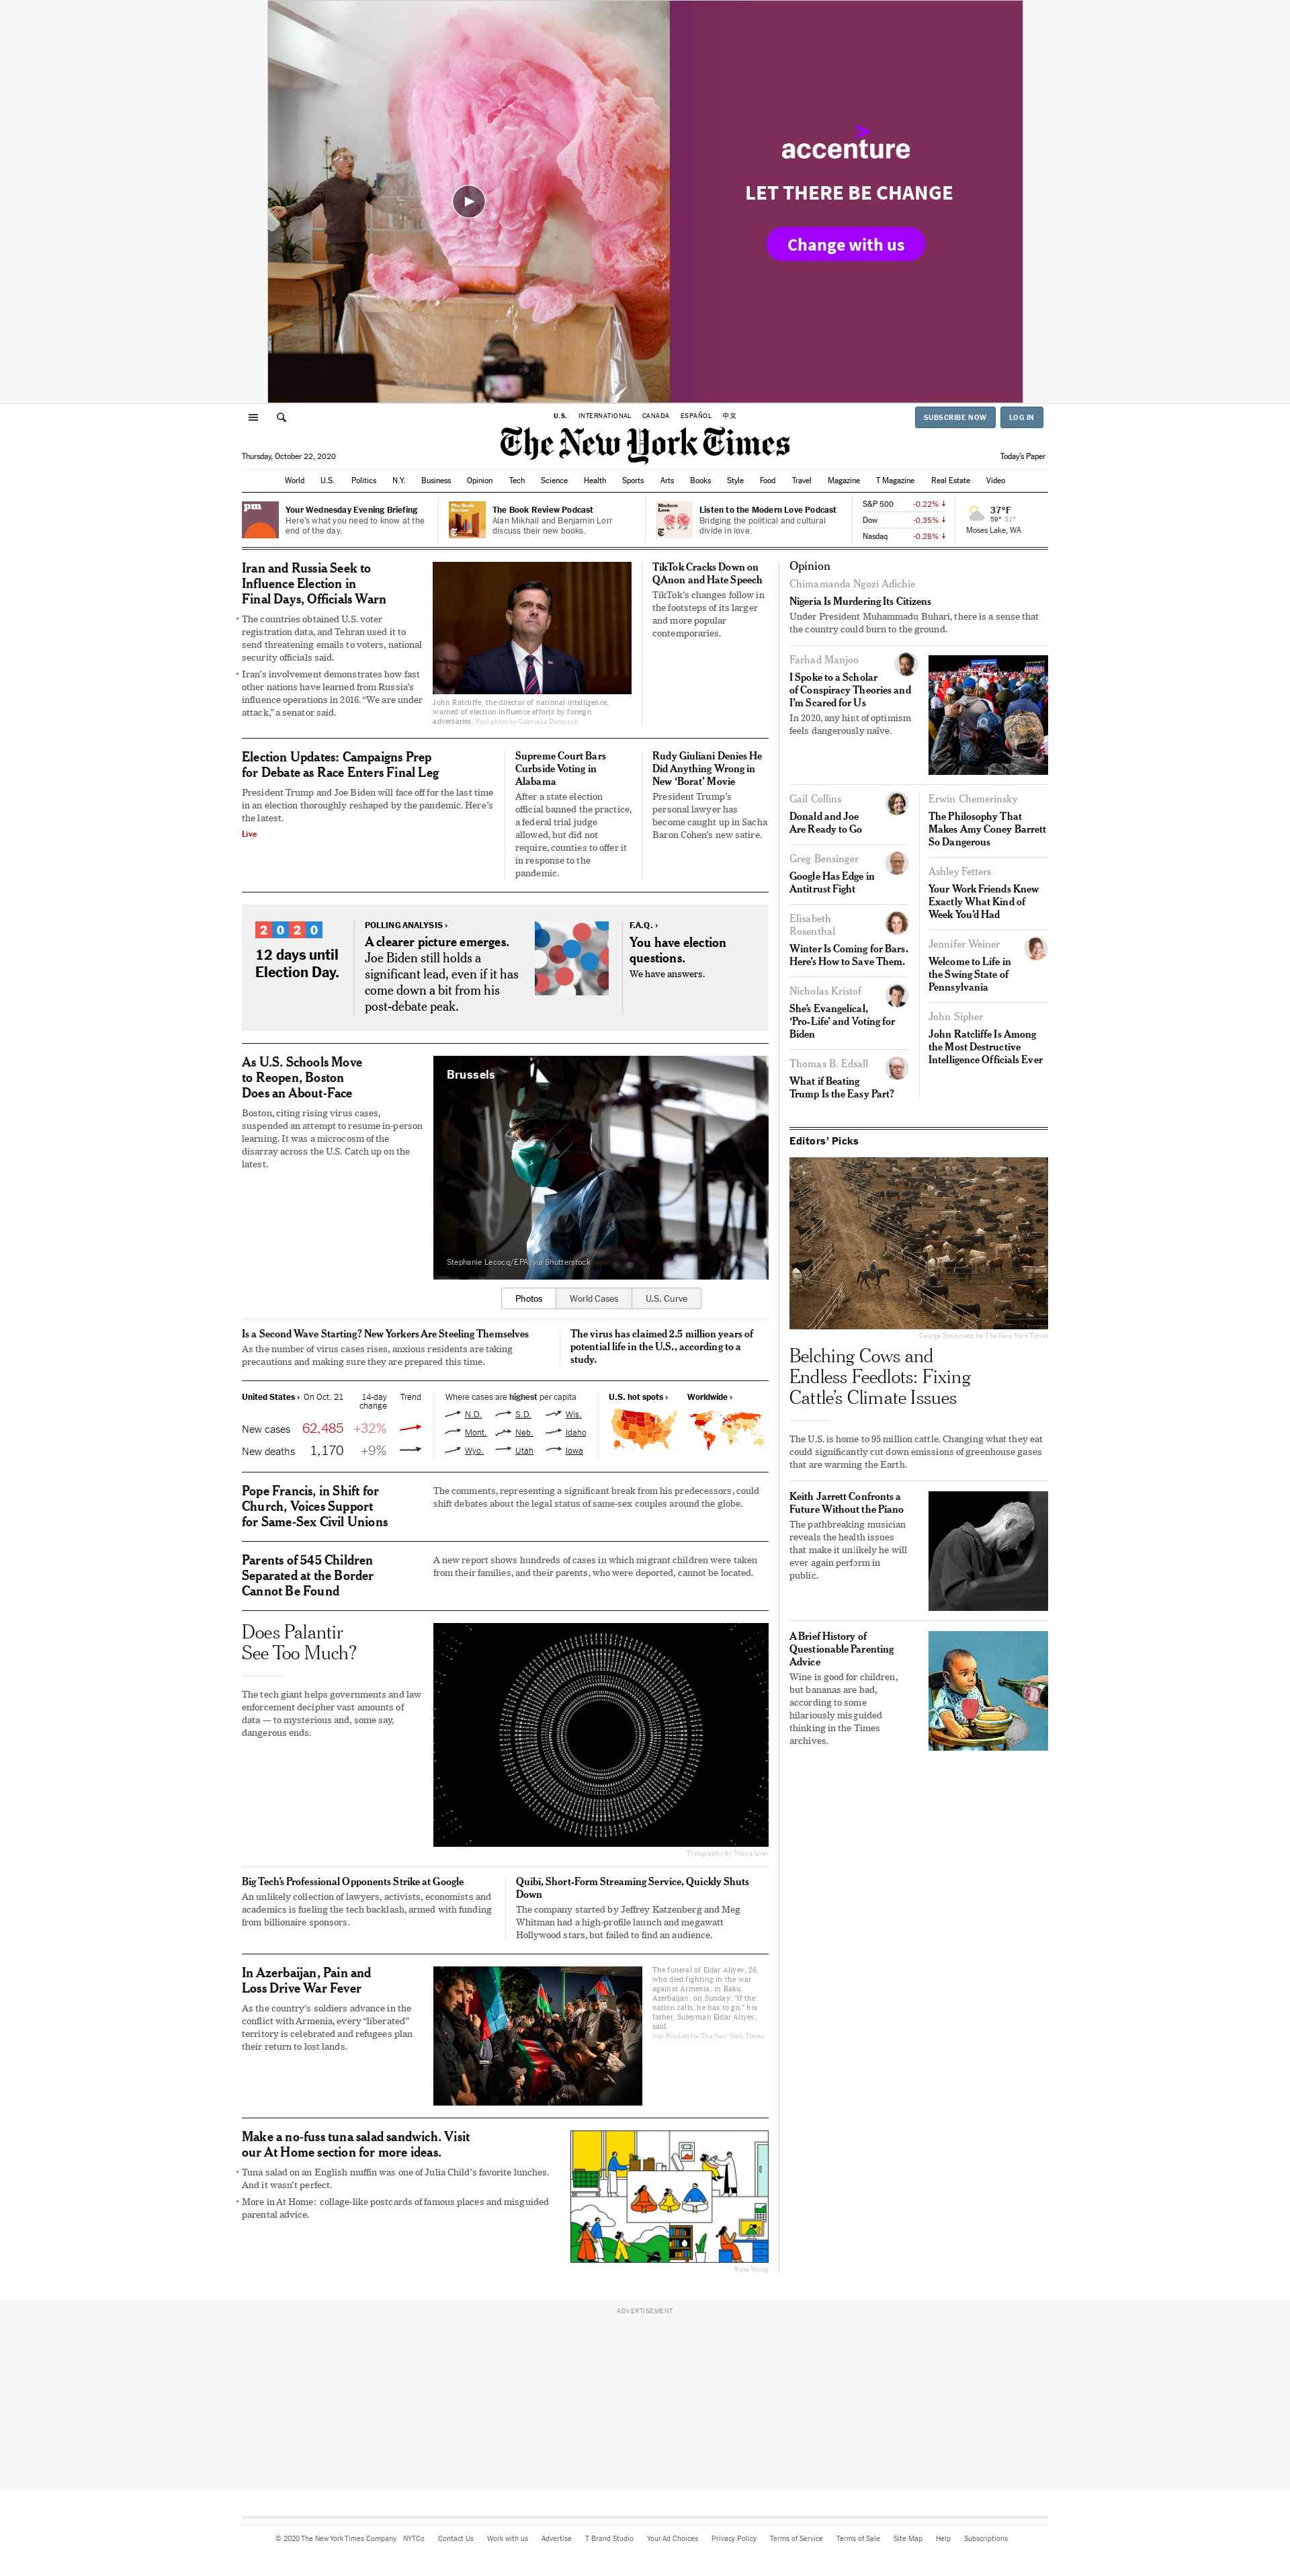 accenture
LET THERE BE CHANGE
Change with us
U.S. INTERNATIONAL CANADA ESPAÑOL 中文
SUBSCRIBE NOW LOG IN
The New York Times
Thursday, October 22, 2020
Today's Paper
World U.S. Politics N.Y. Business Opinion Tech Science Health Sports Arts Books Style Food Travel Magazine T Magazine Real Estate Video
pm
Your Wednesday Evening Briefing
Here's what you need to know at the
end of the day.
The Book Review
The Book Review Podcast
Alan Mikhail and Benjamin Lorr
discuss their new books.
Modern Love
Listen to the Modern Love Podcast
Bridging the political and cultural
divide in love.
S&P 500 -0.22%
Dow -0.35%
Nasdaq -0.28%
37°F
59° 31°
Moses Lake, WA
Iran and Russia Seek to
Influence Election in
Final Days, Officials Warn
• The countries obtained U.S. voter
registration data, and Tehran used it to
send threatening emails to voters, national
security officials said.
• Iran's involvement demonstrates how fast
other nations have learned from Russia's
influence operations in 2016. “We are under
attack,” a senator said.
John Ratcliffe, the director of national intelligence,
warned of election influence efforts by foreign
adversaries. Pool photo by Gabriella Demczuk
TikTok Cracks Down on
QAnon and Hate Speech
TikTok's changes follow in
the footsteps of its larger
and more popular
contemporaries.
Election Updates: Campaigns Prep
for Debate as Race Enters Final Leg
President Trump and Joe Biden will face off for the last time
in an election thoroughly reshaped by the pandemic. Here's
the latest.
Live
Supreme Court Bars
Curbside Voting in
Alabama
After a state election
official banned the practice,
a federal trial judge
allowed, but did not
require, counties to offer it
in response to the
pandemic.
Rudy Giuliani Denies He
Did Anything Wrong in
New ‘Borat’ Movie
President Trump's
personal lawyer has
become caught up in Sacha
Baron Cohen's new satire.
2020
12 days until
Election Day.
POLLING ANALYSIS ›
A clearer picture emerges.
Joe Biden still holds a
significant lead, even if it has
come down a bit from his
post-debate peak.
F.A.Q. ›
You have election
questions.
We have answers.
As U.S. Schools Move
to Reopen, Boston
Does an About-Face
Boston, citing rising virus cases,
suspended an attempt to resume in-person
learning. It was a microcosm of the
disarray across the U.S. Catch up on the
latest.
Brussels
Stephanie Lecocq/EPA, via Shutterstock
Photos World Cases U.S. Curve
Is a Second Wave Starting? New Yorkers Are Steeling Themselves
As the number of virus cases rises, anxious residents are taking
precautions and making sure they are prepared this time.
The virus has claimed 2.5 million years of
potential life in the U.S., according to a
study.
United States › On Oct. 21 14-day change Trend
New cases 62,485 +32%
New deaths 1,170 +9%
Where cases are highest per capita
N.D. S.D. Wis.
Mont. Neb. Idaho
Wyo. Utah Iowa
U.S. hot spots › Worldwide ›
Pope Francis, in Shift for
Church, Voices Support
for Same-Sex Civil Unions
The comments, representing a significant break from his predecessors, could
shift debates about the legal status of same-sex couples around the globe.
Parents of 545 Children
Separated at the Border
Cannot Be Found
A new report shows hundreds of cases in which migrant children were taken
from their families, and their parents, who were deported, cannot be located.
Does Palantir
See Too Much?
The tech giant helps governments and law
enforcement decipher vast amounts of
data — to mysterious and, some say,
dangerous ends.
Typography by Nikita Iziev
Big Tech's Professional Opponents Strike at Google
An unlikely collection of lawyers, activists, economists and
academics is fueling the tech backlash, armed with funding
from billionaire sponsors.
Quibi, Short-Form Streaming Service, Quickly Shuts
Down
The company started by Jeffrey Katzenberg and Meg
Whitman had a high-profile launch and megawatt
Hollywood stars, but failed to find an audience.
In Azerbaijan, Pain and
Loss Drive War Fever
As the country's soldiers advance in the
conflict with Armenia, every “liberated”
territory is celebrated and refugees plan
their return to lost lands.
The funeral of Eldar Aliyev, 26,
who died fighting in the war
against Armenia, in Baku,
Azerbaijan, on Sunday. “If the
nation calls, he has to go,” his
father, Suleyman Eldar Aliyev,
said.
Ivor Prickett for The New York Times
Make a no-fuss tuna salad sandwich. Visit
our At Home section for more ideas.
• Tuna salad on an English muffin was one of Julia Child's favorite lunches.
And it wasn't perfect.
• More in At Home: collage-like postcards of famous places and misguided
parental advice.
Rose Wong
Opinion
Chimamanda Ngozi Adichie
Nigeria Is Murdering Its Citizens
Under President Muhammadu Buhari, there is a sense that
the country could burn to the ground.
Farhad Manjoo
I Spoke to a Scholar
of Conspiracy Theories and
I'm Scared for Us
In 2020, any hint of optimism
feels dangerously naïve.
Gail Collins
Donald and Joe
Are Ready to Go
Greg Bensinger
Google Has Edge in
Antitrust Fight
Elisabeth
Rosenthal
Winter Is Coming for Bars.
Here's How to Save Them.
Nicholas Kristof
She's Evangelical,
‘Pro-Life’ and Voting for
Biden
Thomas B. Edsall
What if Beating
Trump Is the Easy Part?
Erwin Chemerinsky
The Philosophy That
Makes Amy Coney Barrett
So Dangerous
Ashley Fetters
Your Work Friends Knew
Exactly What Kind of
Week You'd Had
Jennifer Weiner
Welcome to Life in
the Swing State of
Pennsylvania
John Sipher
John Ratcliffe Is Among
the Most Destructive
Intelligence Officials Ever
Editors' Picks
George Steinmetz for The New York Times
Belching Cows and
Endless Feedlots: Fixing
Cattle's Climate Issues
The U.S. is home to 95 million cattle. Changing what they eat
could significantly cut down emissions of greenhouse gases
that are warming the Earth.
Keith Jarrett Confronts a
Future Without the Piano
The pathbreaking musician
reveals the health issues
that make it unlikely he will
ever again perform in
public.
A Brief History of
Questionable Parenting
Advice
Wine is good for children,
but bananas are bad,
according to some
hilariously misguided
thinking in the Times
archives.
ADVERTISEMENT
© 2020 The New York Times Company NYTCo Contact Us Work with us Advertise T Brand Studio Your Ad Choices Privacy Policy Terms of Service Terms of Sale Site Map Help Subscriptions